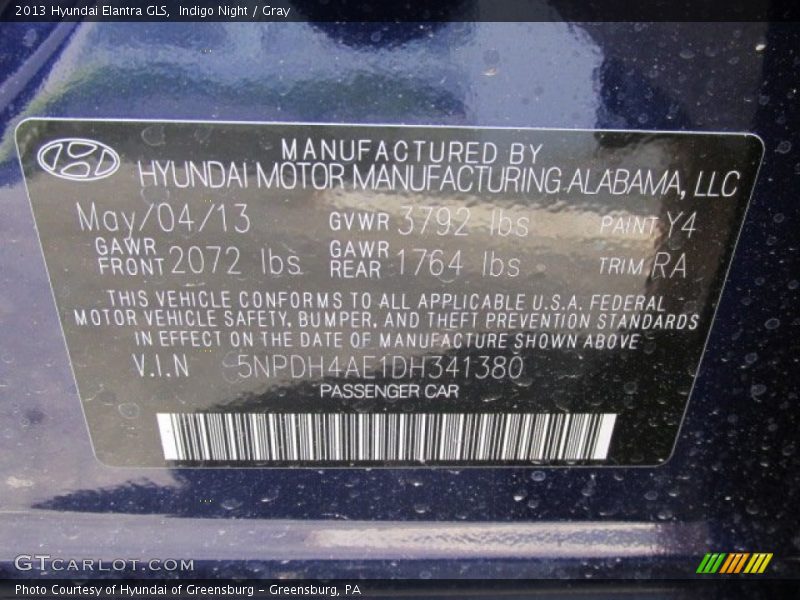 2013 Hyundai Elantra GLS, Indigo Night / Gray
MANUFACTURED BY
HYUNDAI MOTOR MANUFACTURING ALABAMA, LLC
May/04/13 GVWR 3792 lbs PAINT Y4
GAWR FRONT 2072 lbs GAWR REAR 1764 lbs TRIM RA
THIS VEHICLE CONFORMS TO ALL APPLICABLE U.S.A. FEDERAL
MOTOR VEHICLE SAFETY, BUMPER, AND THEFT PREVENTION STANDARDS
IN EFFECT ON THE DATE OF MANUFACTURE SHOWN ABOVE
V.I.N 5NPDH4AE1DH341380
PASSENGER CAR
GTCARLOT.COM
Photo Courtesy of Hyundai of Greensburg - Greensburg, PA